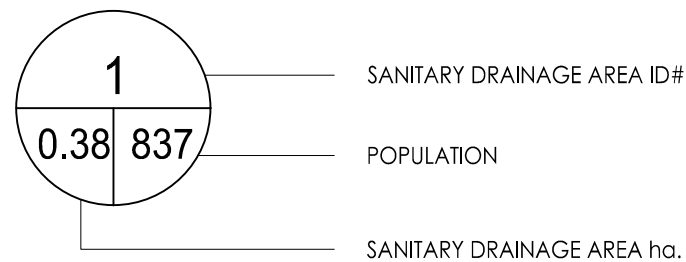 1
SANITARY DRAINAGE AREA ID#
0.38 837
POPULATION
SANITARY DRAINAGE AREA ha.